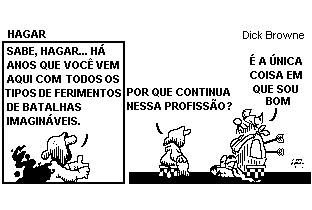 HAGAR
Dick Browne
SABE, HAGAR... HÁ
ANOS QUE VOCÊ VEM
AQUI COM TODOS OS
TIPOS DE FERIMENTOS
DE BATALHAS
IMAGINÁVEIS.
POR QUE CONTINUA
NESSA PROFISSÃO?
É A ÚNICA
COISA EM
QUE SOU
BOM